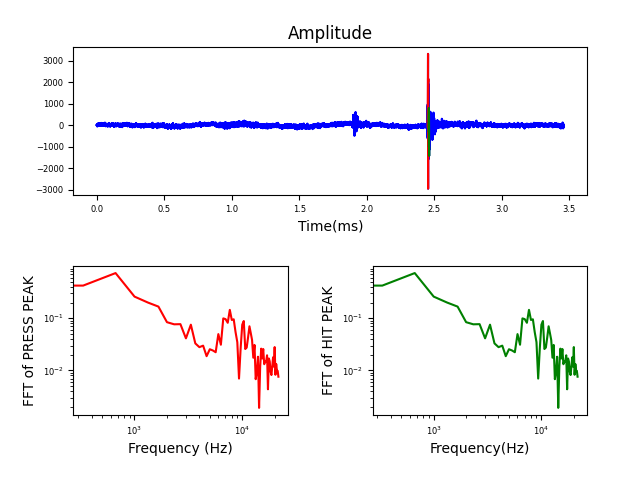 Amplitude
3000
2000
1000
0
−1000
−2000
−3000
0.0 0.5 1.0 1.5 2.0 2.5 3.0 3.5
Time(ms)
FFT of PRESS PEAK
10⁻¹
10⁻²
10³ 10⁴
Frequency (Hz)
FFT of HIT PEAK
10⁻¹
10⁻²
10³ 10⁴
Frequency(Hz)